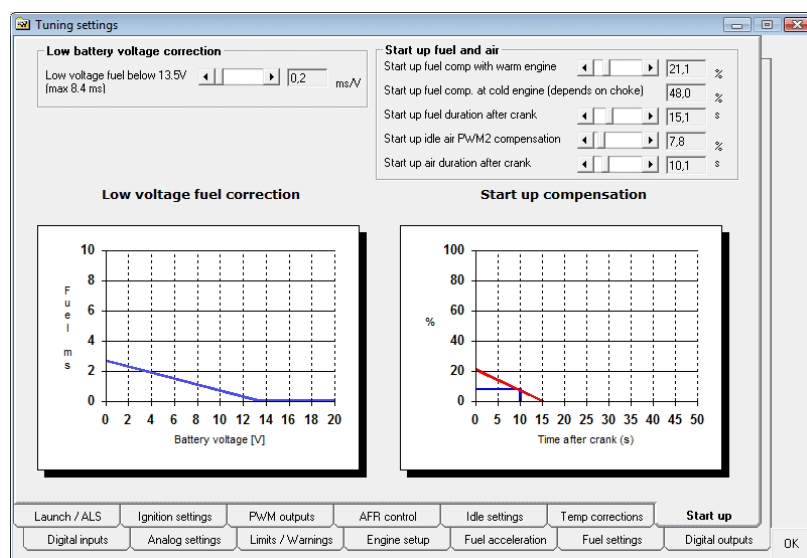 Tuning settings
Low battery voltage correction
Low voltage fuel below 13.5V
(max 8.4 ms)
0,2
ms/V
Start up fuel and air
Start up fuel comp with warm engine
21,1
%
Start up fuel comp. at cold engine (depends on choke)
48,0
%
Start up fuel duration after crank
15,1
s
Start up idle air PWM2 compensation
7,8
%
Start up air duration after crank
10,1
s
Low voltage fuel correction
Fuel ms
10
8
6
4
2
0
0 2 4 6 8 10 12 14 16 18 20
Battery voltage [V]
Start up compensation
%
100
80
60
40
20
0
0 5 10 15 20 25 30 35 40 45 50
Time after crank (s)
Launch / ALS Ignition settings PWM outputs AFR control Idle settings Temp corrections Start up
Digital inputs Analog settings Limits / Warnings Engine setup Fuel acceleration Fuel settings Digital outputs
OK